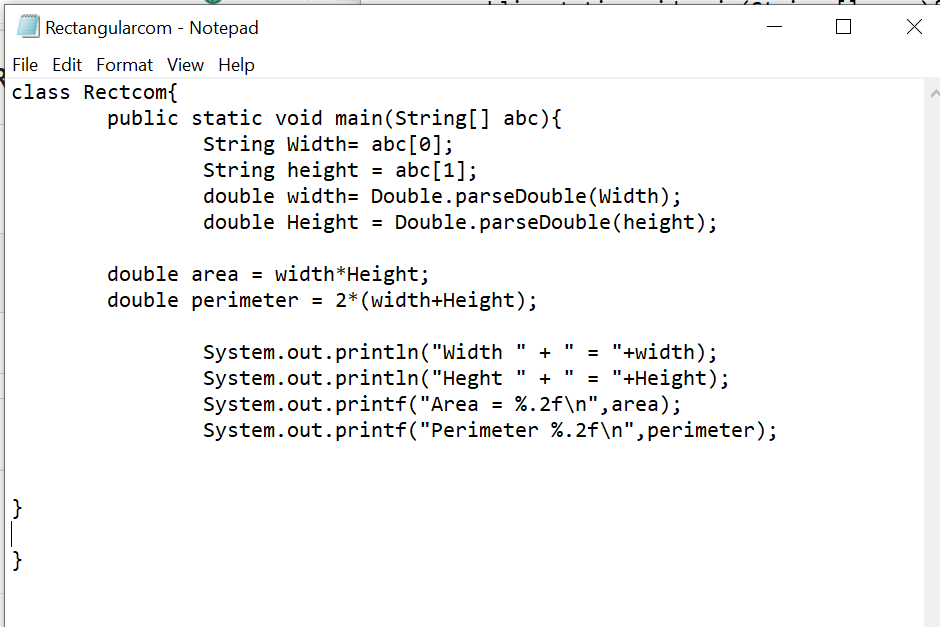 Rectangularcom - Notepad
File Edit Format View Help
class Rectcom{
        public static void main(String[] abc){
                String Width= abc[0];
                String height = abc[1];
                double width= Double.parseDouble(Width);
                double Height = Double.parseDouble(height);

        double area = width*Height;
        double perimeter = 2*(width+Height);

                System.out.println("Width " + " = "+width);
                System.out.println("Heght " + " = "+Height);
                System.out.printf("Area = %.2f\n",area);
                System.out.printf("Perimeter %.2f\n",perimeter);

}

}